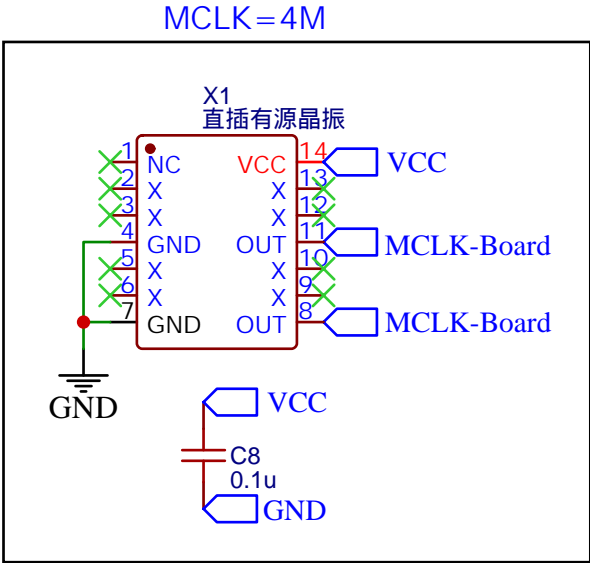 MCLK=4M
X1
直插有源晶振
1 NC VCC 14 VCC
2 X X 13
3 X X 12
4 GND OUT 11 MCLK-Board
5 X X 10
6 X X 9
7 GND OUT 8 MCLK-Board
GND
VCC
C8
0.1u
GND